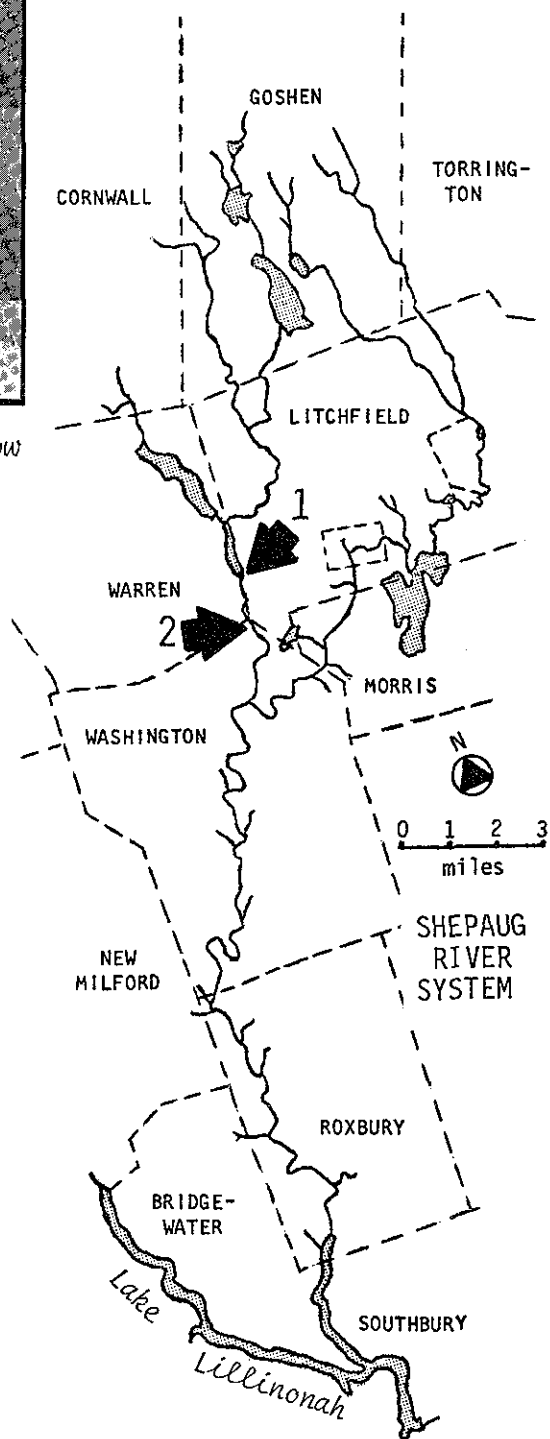 GOSHEN
CORNWALL
TORRING-
TON
LITCHFIELD
1
WARREN
2
MORRIS
WASHINGTON
N
0 1 2 3
miles
SHEPAUG
RIVER
SYSTEM
NEW
MILFORD
ROXBURY
BRIDGE-
WATER
Lake
Lillinonah
SOUTHBURY